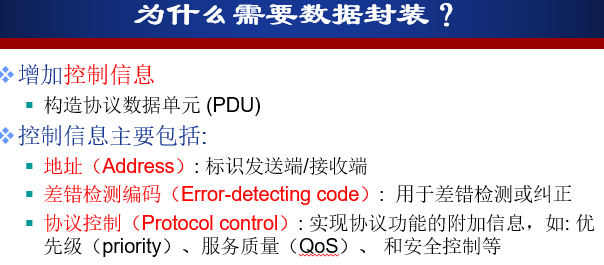 为什么需要数据封装？
❖增加控制信息
▪ 构造协议数据单元 (PDU)
❖控制信息主要包括:
▪ 地址（Address）: 标识发送端/接收端
▪ 差错检测编码（Error-detecting code）: 用于差错检测或纠正
▪ 协议控制（Protocol control）: 实现协议功能的附加信息，如: 优
先级（priority）、服务质量（QoS）、 和安全控制等